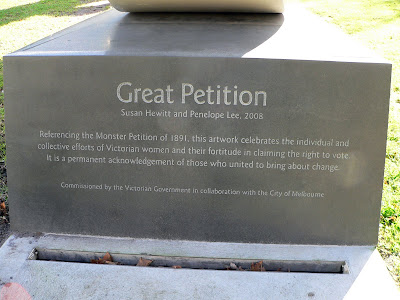 Great Petition
Susan Hewitt and Penelope Lee, 2008
Referencing the Monster Petition of 1891, this artwork celebrates the individual and
collective efforts of Victorian women and their fortitude in claiming the right to vote.
It is a permanent acknowledgement of those who united to bring about change.
Commissioned by the Victorian Government in collaboration with the City of Melbourne